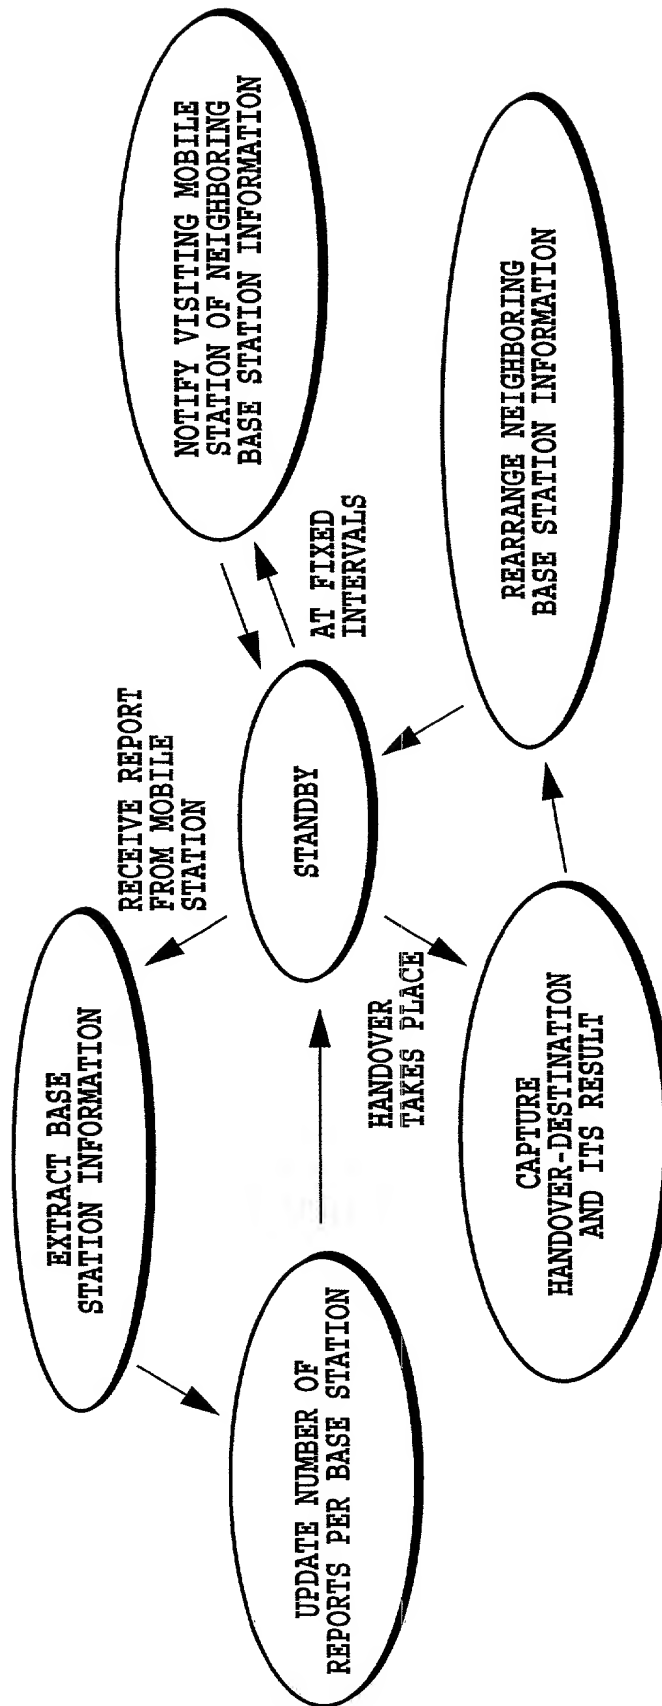 EXTRACT BASE
STATION INFORMATION
RECEIVE REPORT
FROM MOBILE
STATION
NOTIFY VISITING MOBILE
STATION OF NEIGHBORING
BASE STATION INFORMATION
UPDATE NUMBER OF
REPORTS PER BASE STATION
STANDBY
AT FIXED
INTERVALS
HANDOVER
TAKES PLACE
CAPTURE
HANDOVER-DESTINATION
AND ITS RESULT
REARRANGE NEIGHBORING
BASE STATION INFORMATION